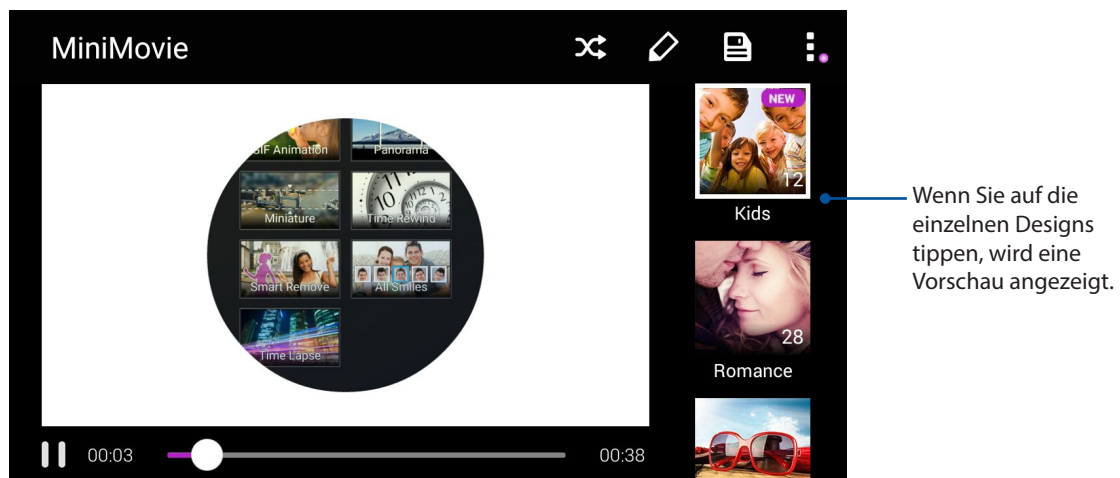 MiniMovie
GIF Animation
Panorama
Miniature
Time Rewind
Smart Remove
All Smiles
Time Lapse
00:03
00:38
NEW
12
Kids
28
Romance
Wenn Sie auf die
einzelnen Designs
tippen, wird eine
Vorschau angezeigt.